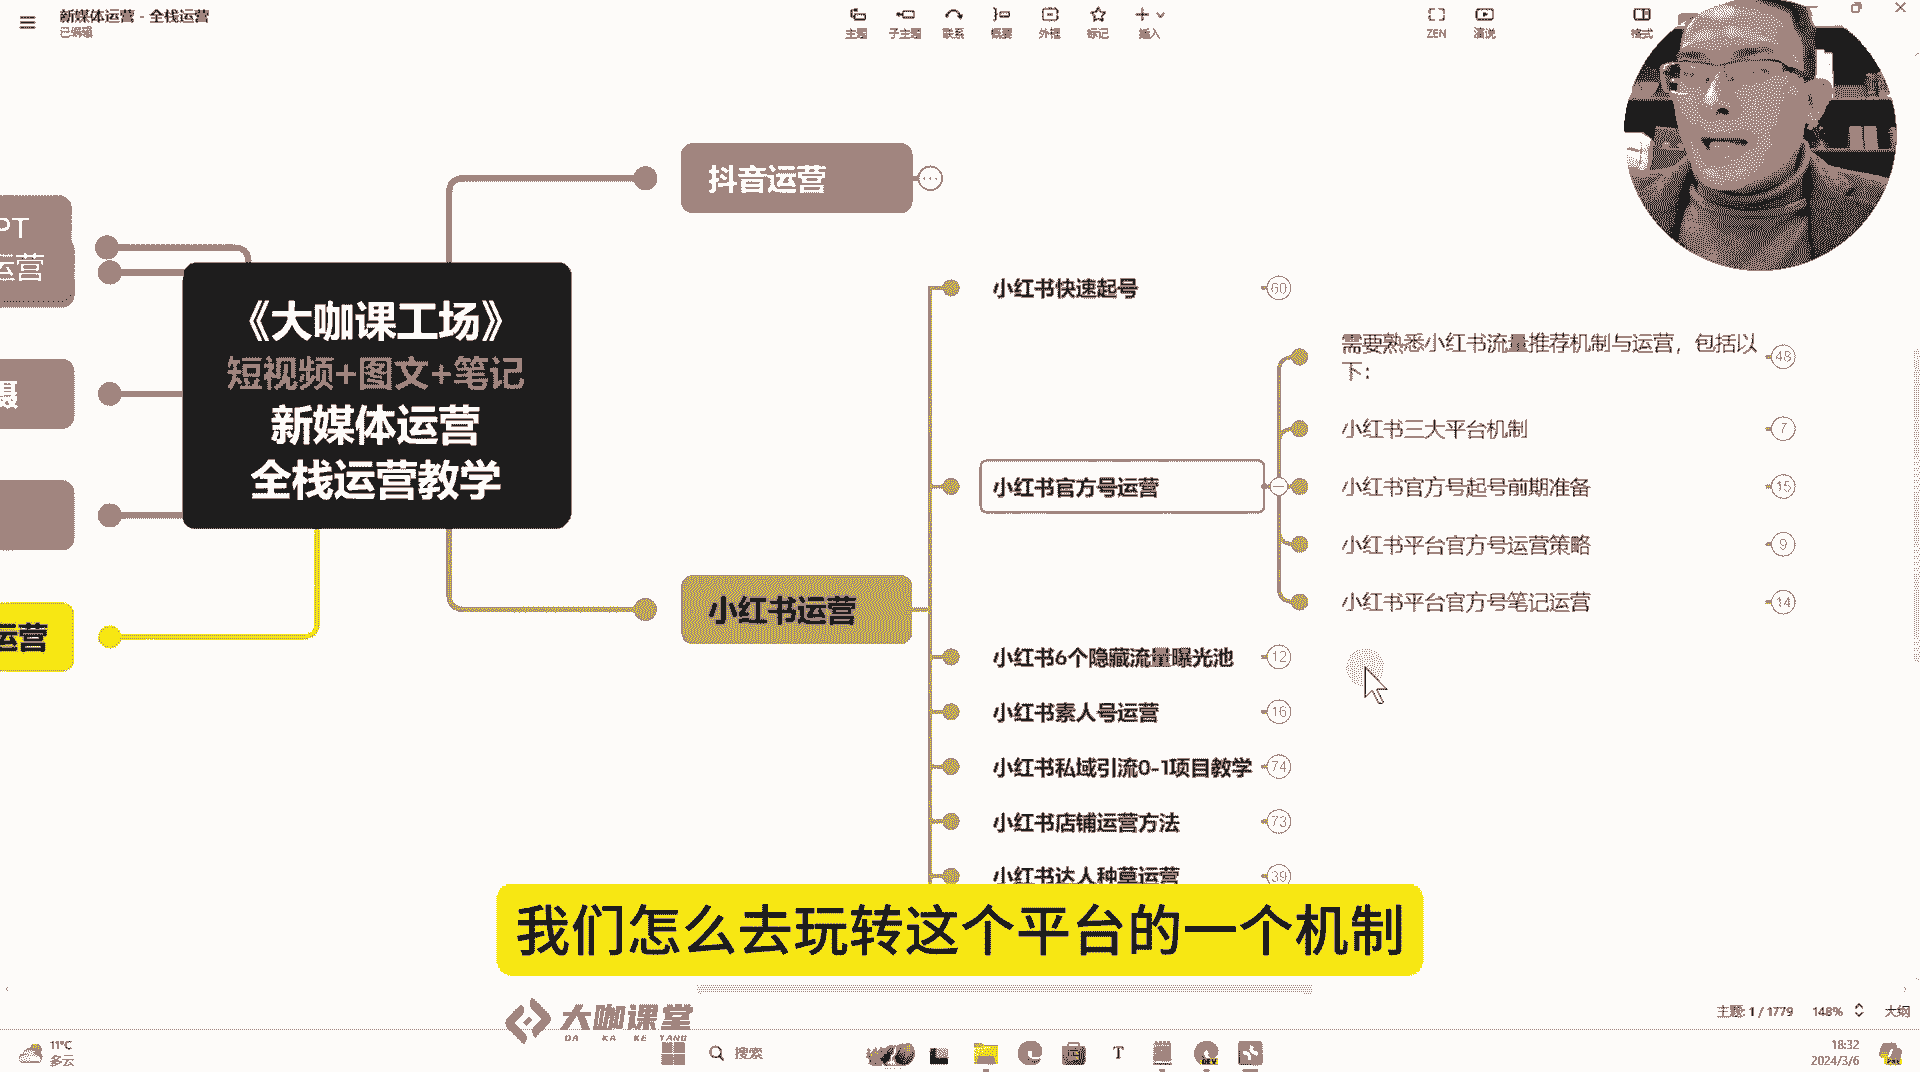 新媒体运营 - 全栈运营
已编辑
主题
子主题
联系
概要
外框
标记
插入
ZEN
演说
格式
抖音运营
PT
运营
《大咖课工场》
短视频+图文+笔记
新媒体运营
全栈运营教学
摄
运营
小红书运营
小红书快速起号
60
小红书官方号运营
需要熟悉小红书流量推荐机制与运营，包括以
下：
48
小红书三大平台机制
7
小红书官方号起号前期准备
15
小红书平台官方号运营策略
9
小红书平台官方号笔记运营
14
小红书6个隐藏流量曝光池
12
小红书素人号运营
16
小红书私域引流0-1项目教学
74
小红书店铺运营方法
73
小红书达人种草运营
39
我们怎么去玩转这个平台的一个机制
大咖课堂
DA KA KE TANG
主题: 1 / 1779
148%
大纲
11°C
多云
搜索
T
DEV
18:32
2024/3/6